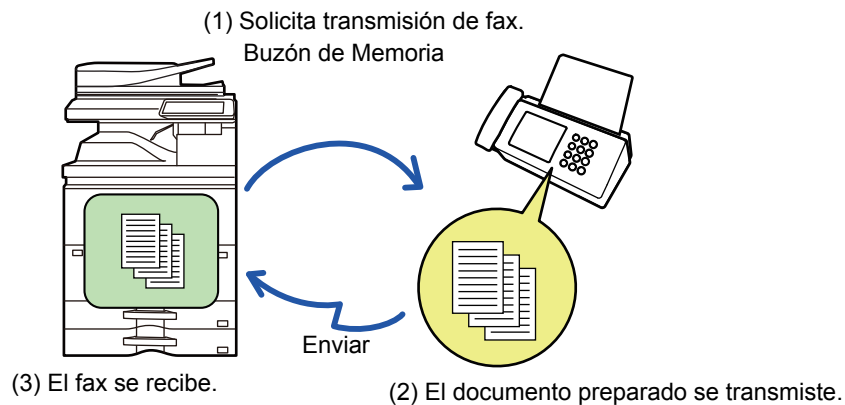 (1) Solicita transmisión de fax.
Buzón de Memoria
Enviar
(3) El fax se recibe.
(2) El documento preparado se transmiste.